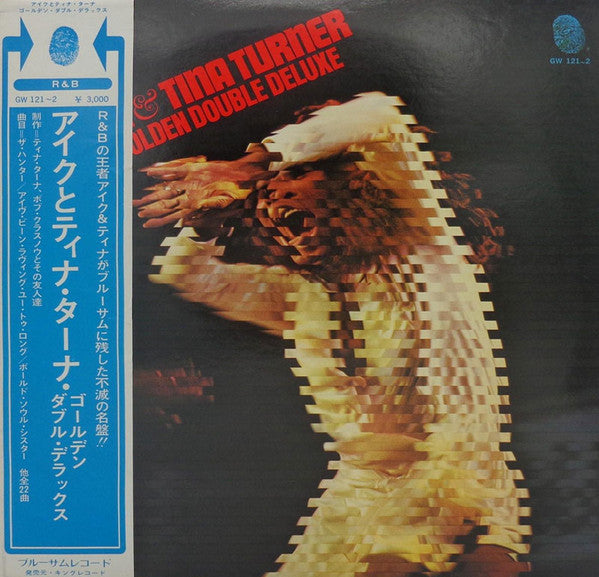 アイクとティナ・ターナ
ゴールデン・ダブル・デラックス
R&B
GW 121~2 ¥ 3,000
R&Bの王者アイク&ティナがブルーサムに残した不滅の名盤!!
アイクとティナ・ターナ・
ゴールデン
ダブル・デラックス
制作=ティナ・ターナ、ボブ・クラスノウとその友人達
曲目=ザ・ハンター/アイヴ・ビーン・ラヴィング・ユー・トゥ・ロング/ボールド・ソウル・シスター 他全22曲
ブルーサムレコード
発売元・キングレコード
& TINA TURNER
OLDEN DOUBLE DELUXE
GW 121~2